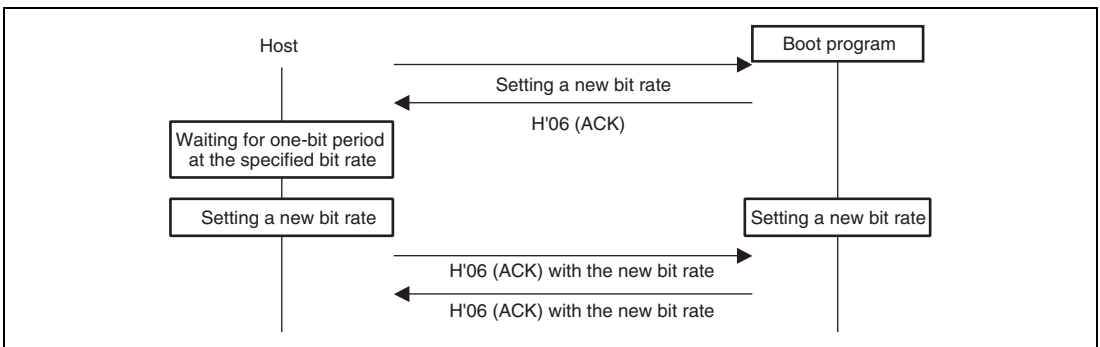 Host
Boot program
Setting a new bit rate
H'06 (ACK)
Waiting for one-bit period
at the specified bit rate
Setting a new bit rate
Setting a new bit rate
H'06 (ACK) with the new bit rate
H'06 (ACK) with the new bit rate